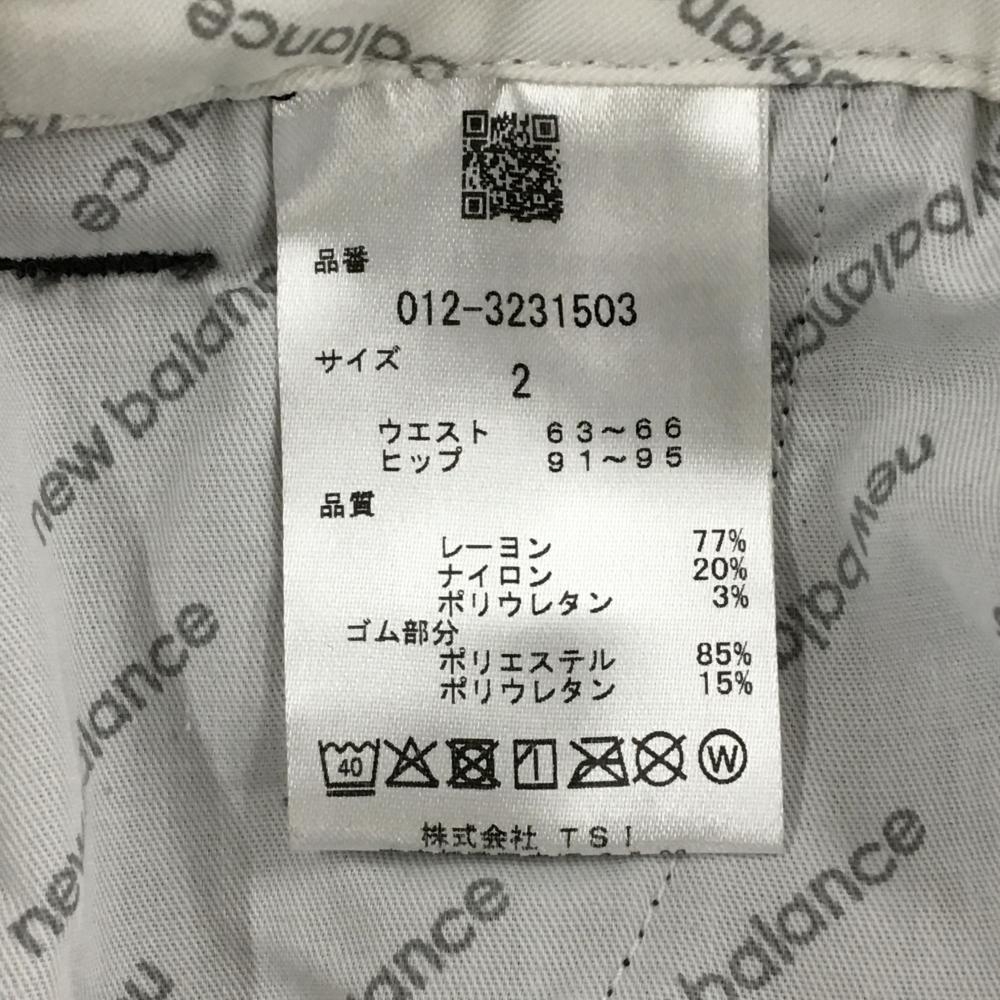 new balance
new balance
品番
012-3231503
サイズ
2
ウエスト 63～66
ヒップ 91～95
品質
レーヨン 77%
ナイロン 20%
ポリウレタン 3%
ゴム部分
ポリエステル 85%
ポリウレタン 15%
40
W
株式会社 TSI
new balance
balance